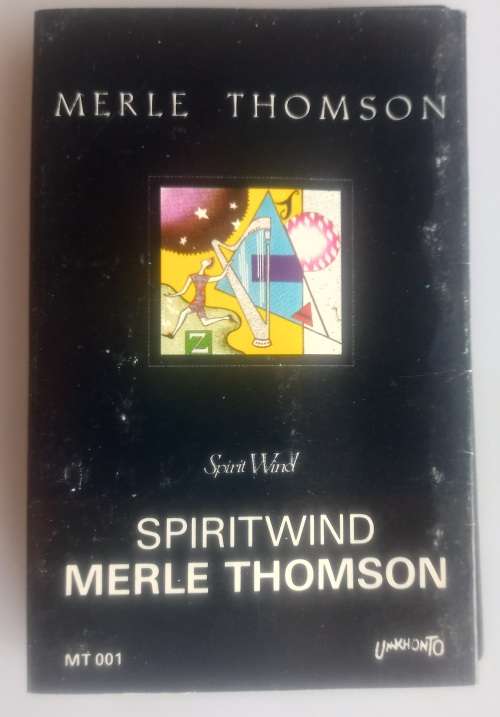 MERLE THOMSON
J
Z
Spirit Wind
SPIRITWIND
MERLE THOMSON
MT 001
UMKHONTO